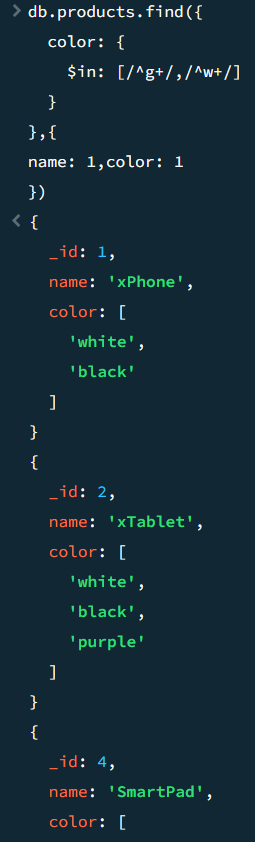 > db.products.find({
color: {
$in: [/^g+/,/^w+/]
}
},{
name: 1,color: 1
})
< {
_id: 1,
name: 'xPhone',
color: [
'white',
'black'
]
}
{
_id: 2,
name: 'xTablet',
color: [
'white',
'black',
'purple'
]
}
{
_id: 4,
name: 'SmartPad',
color: [